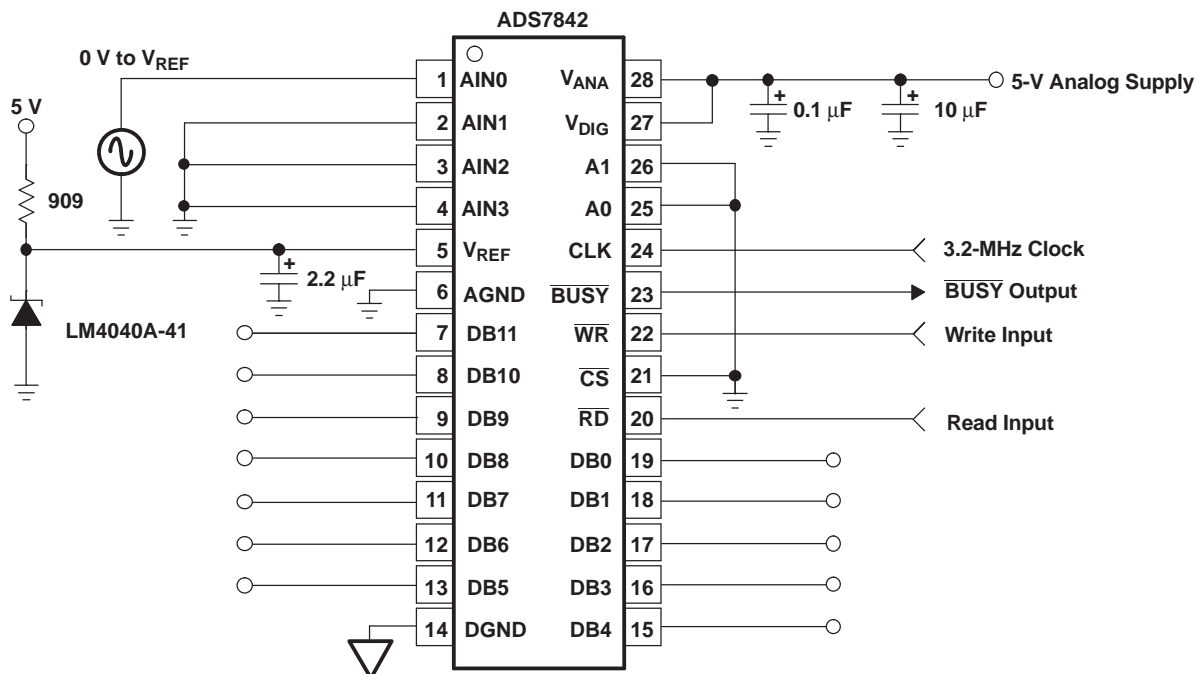 ADS7842
0 V to VREF
5 V
909
LM4040A-41
2.2 μF
1 AIN0
2 AIN1
3 AIN2
4 AIN3
5 VREF
6 AGND
7 DB11
8 DB10
9 DB9
10 DB8
11 DB7
12 DB6
13 DB5
14 DGND
VANA 28
VDIG 27
A1 26
A0 25
CLK 24
BUSY 23
WR 22
CS 21
RD 20
DB0 19
DB1 18
DB2 17
DB3 16
DB4 15
+
0.1 μF
+
10 μF
+
5-V Analog Supply
3.2-MHz Clock
BUSY Output
Write Input
Read Input